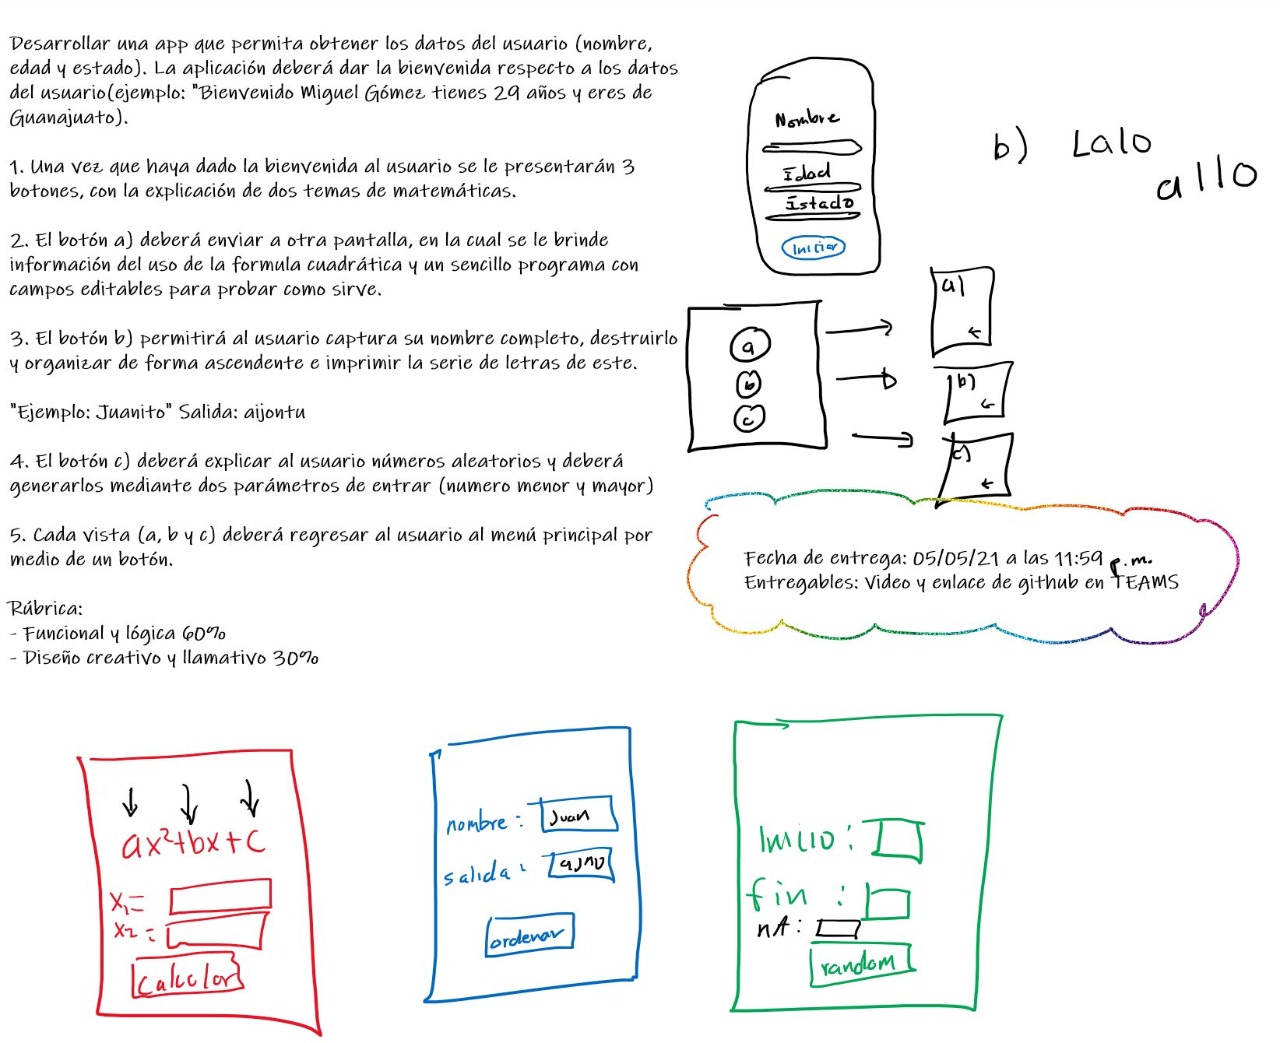 Desarrollar una app que permita obtener los datos del usuario (nombre,
edad y estado). La aplicación deberá dar la bienvenida respecto a los datos
del usuario(ejemplo: "Bienvenido Miguel Gómez tienes 29 años y eres de
Guanajuato).
1. Una vez que haya dado la bienvenida al usuario se le presentarán 3
botones, con la explicación de dos temas de matemáticas.
2. El botón a) deberá enviar a otra pantalla, en la cual se le brinde
información del uso de la formula cuadrática y un sencillo programa con
campos editables para probar como sirve.
3. El botón b) permitirá al usuario captura su nombre completo, destruirlo
y organizar de forma ascendente e imprimir la serie de letras de este.
"Ejemplo: Juanito" Salida: aijontu
4. El botón c) deberá explicar al usuario números aleatorios y deberá
generarlos mediante dos parámetros de entrar (numero menor y mayor)
5. Cada vista (a, b y c) deberá regresar al usuario al menú principal por
medio de un botón.
Rúbrica:
- Funcional y lógica 60%
- Diseño creativo y llamativo 30%
Nombre
Edad
Estado
Iniciar
b) Lalo
allo
a
b
c
a)
b)
c)
Fecha de entrega: 05/05/21 a las 11:59 p.m.
Entregables: Video y enlace de github en TEAMS
ax²+bx+c
x₁=
x₂=
Calcular
nombre: Juan
salida: ajnu
ordenar
Inicio:
fin:
nA:
random